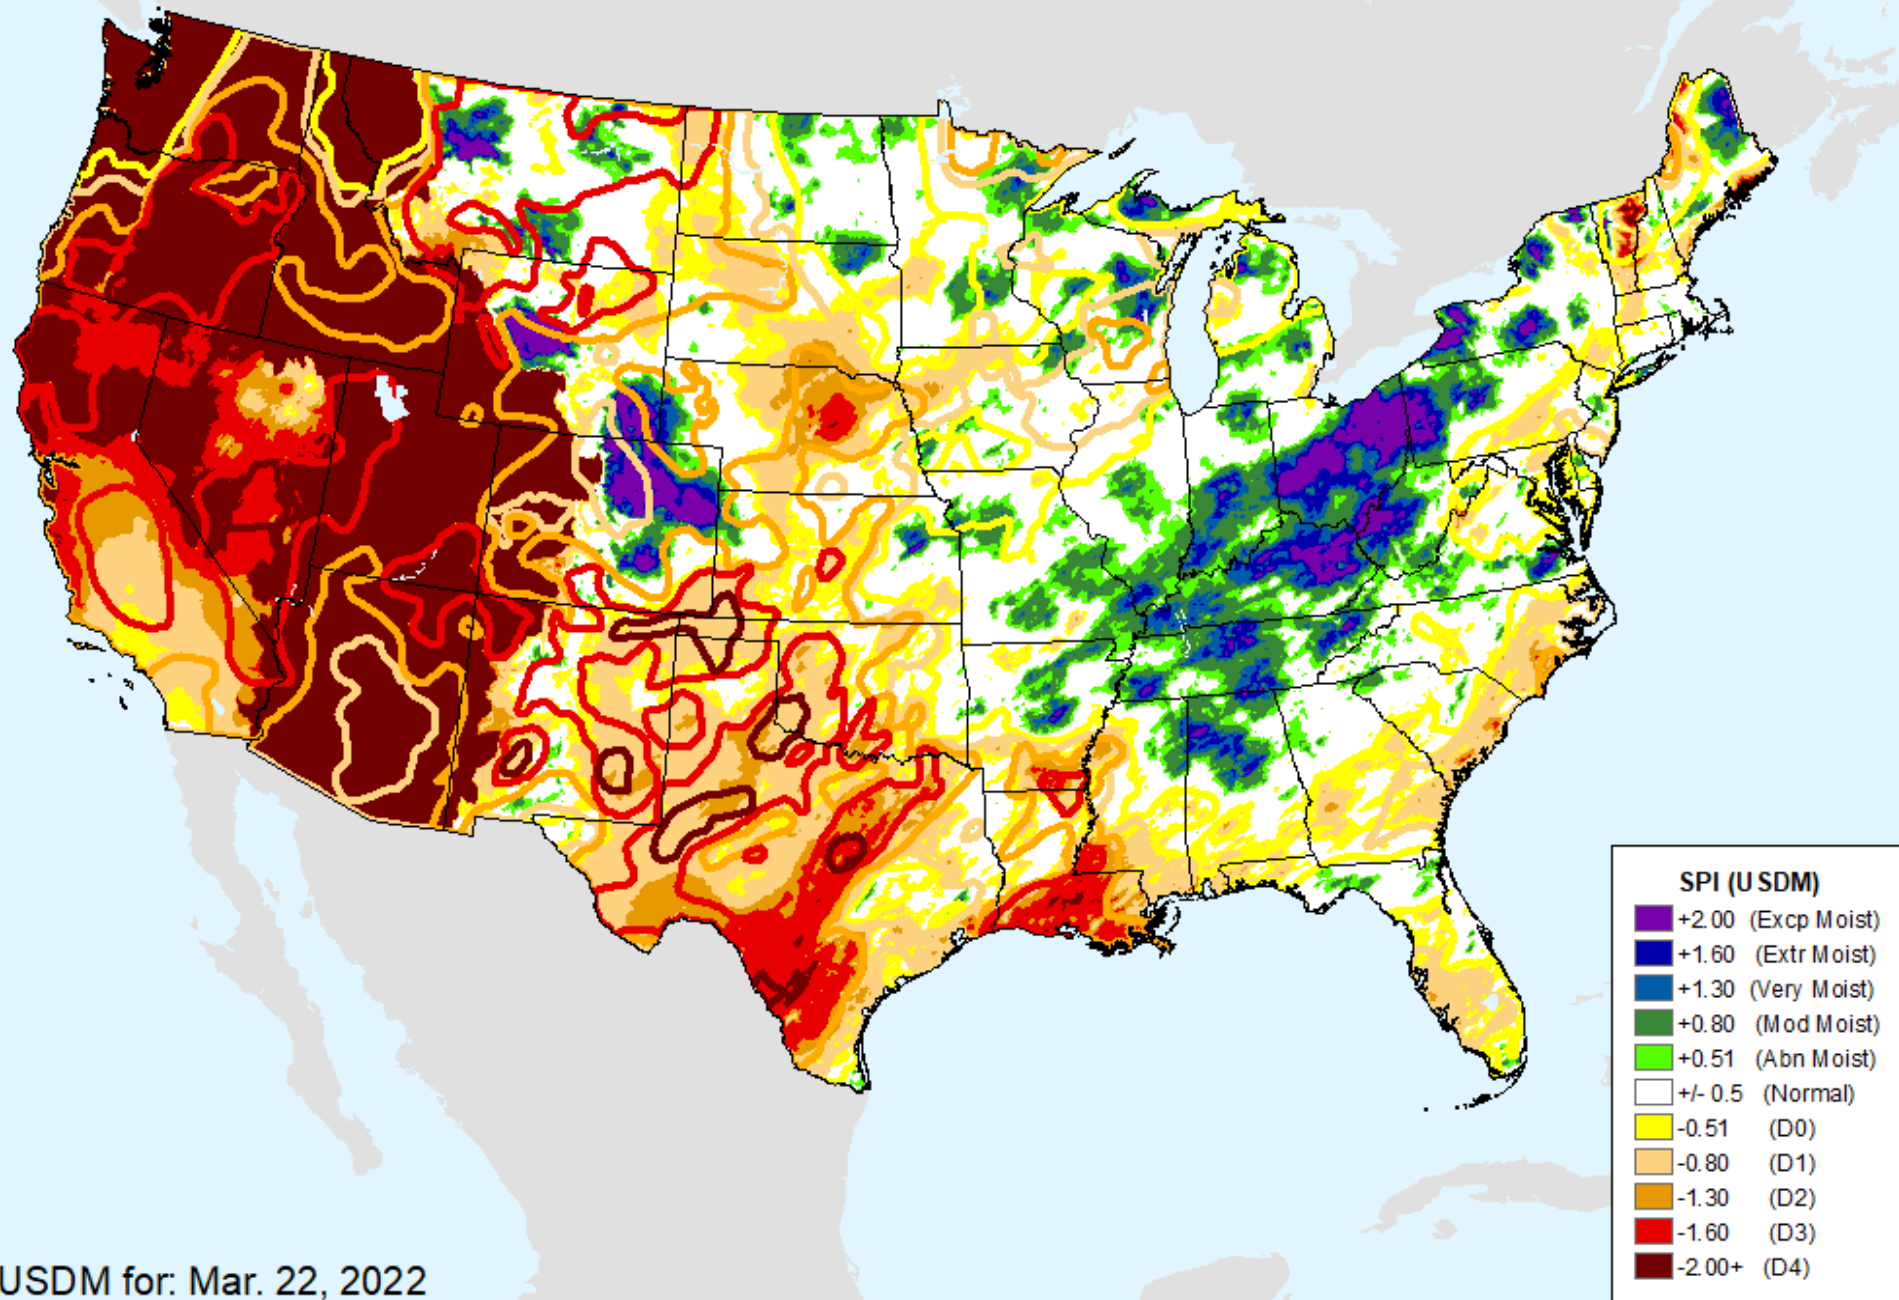 SPI (USDM)
+2.00 (Excp Moist)
+1.60 (Extr Moist)
+1.30 (Very Moist)
+0.80 (Mod Moist)
+0.51 (Abn Moist)
+/- 0.5 (Normal)
-0.51 (D0)
-0.80 (D1)
-1.30 (D2)
-1.60 (D3)
-2.00+ (D4)
USDM for: Mar. 22, 2022